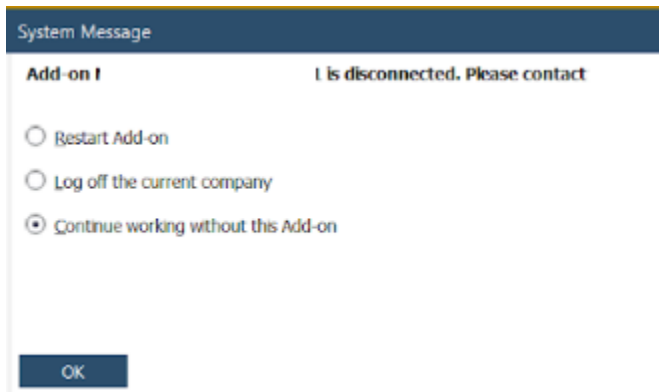 System Message
Add-on is disconnected. Please contact
Restart Add-on
Log off the current company
Continue working without this Add-on
OK